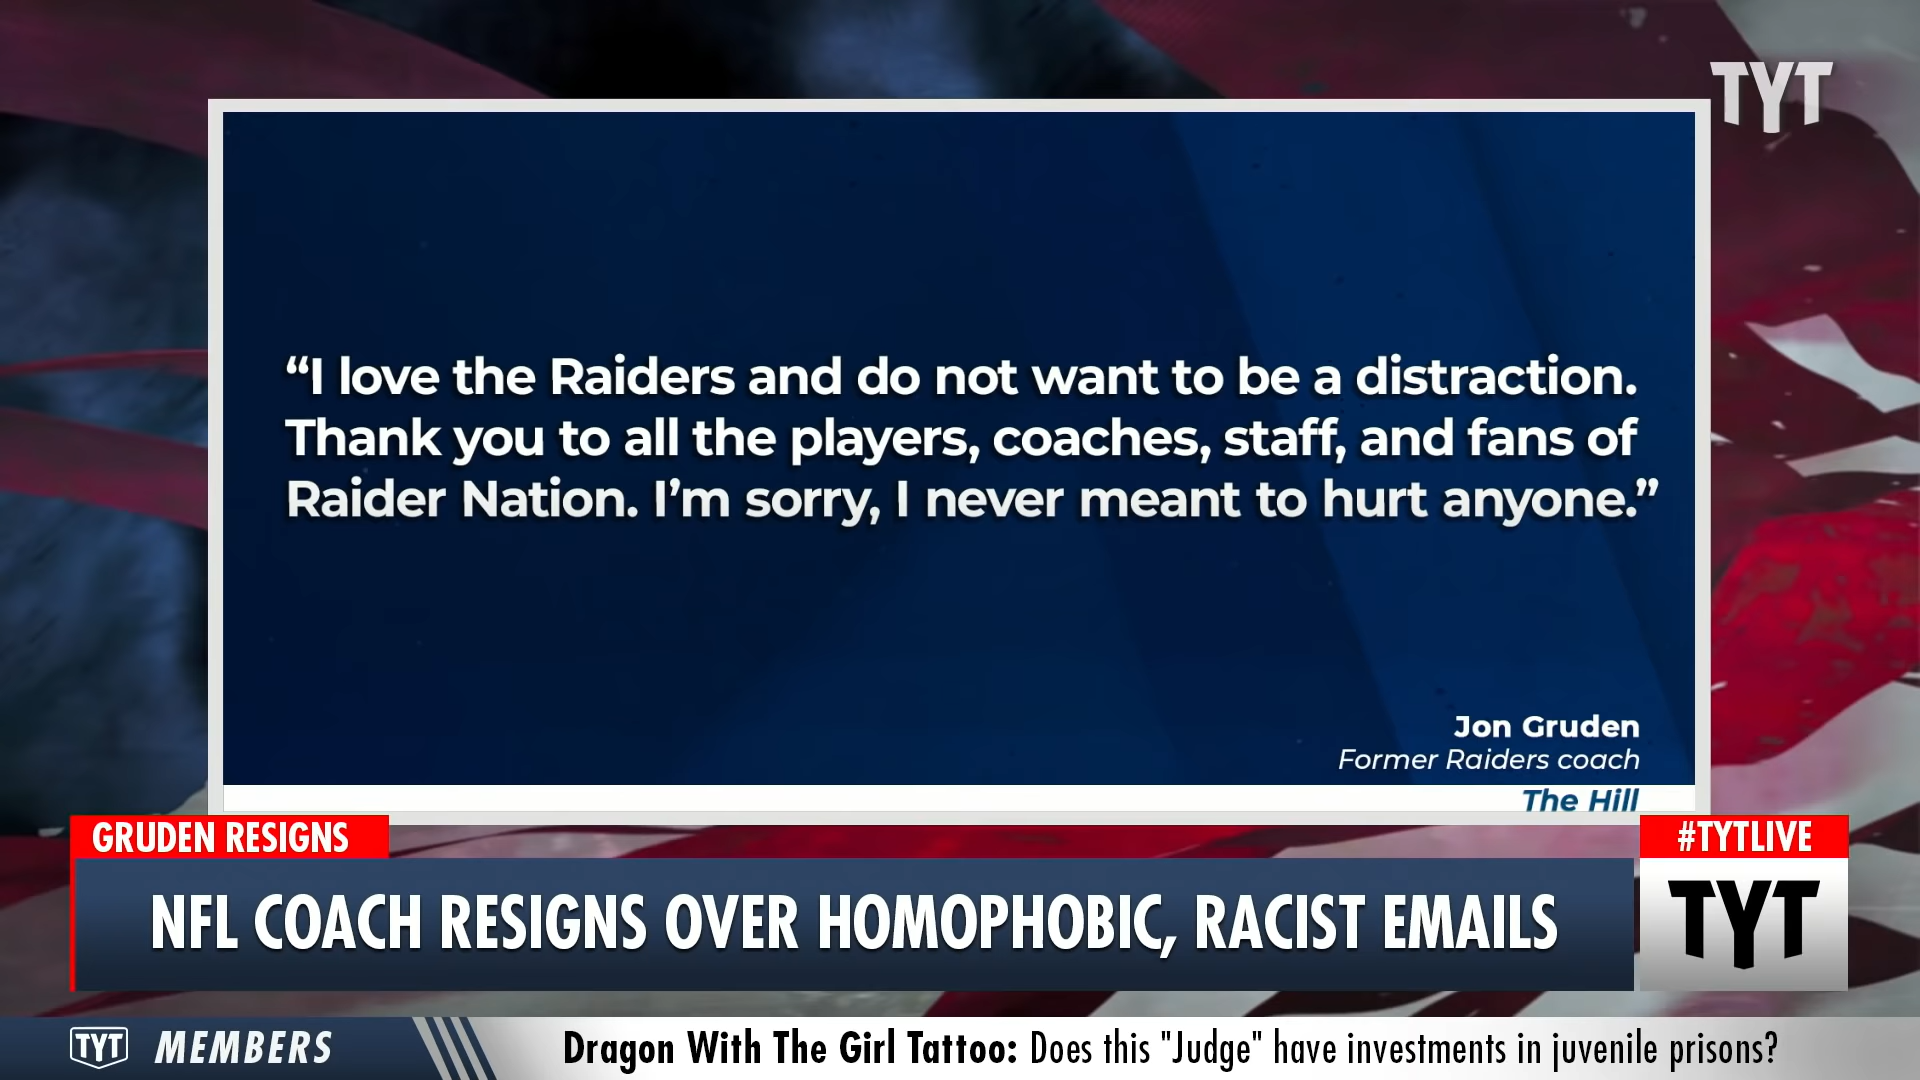 TYT
“I love the Raiders and do not want to be a distraction.
Thank you to all the players, coaches, staff, and fans of
Raider Nation. I’m sorry, I never meant to hurt anyone.”
Jon Gruden
Former Raiders coach
The Hill
GRUDEN RESIGNS
#TYTLIVE
NFL COACH RESIGNS OVER HOMOPHOBIC, RACIST EMAILS
TYT
TYT MEMBERS
Dragon With The Girl Tattoo: Does this "Judge" have investments in juvenile prisons?